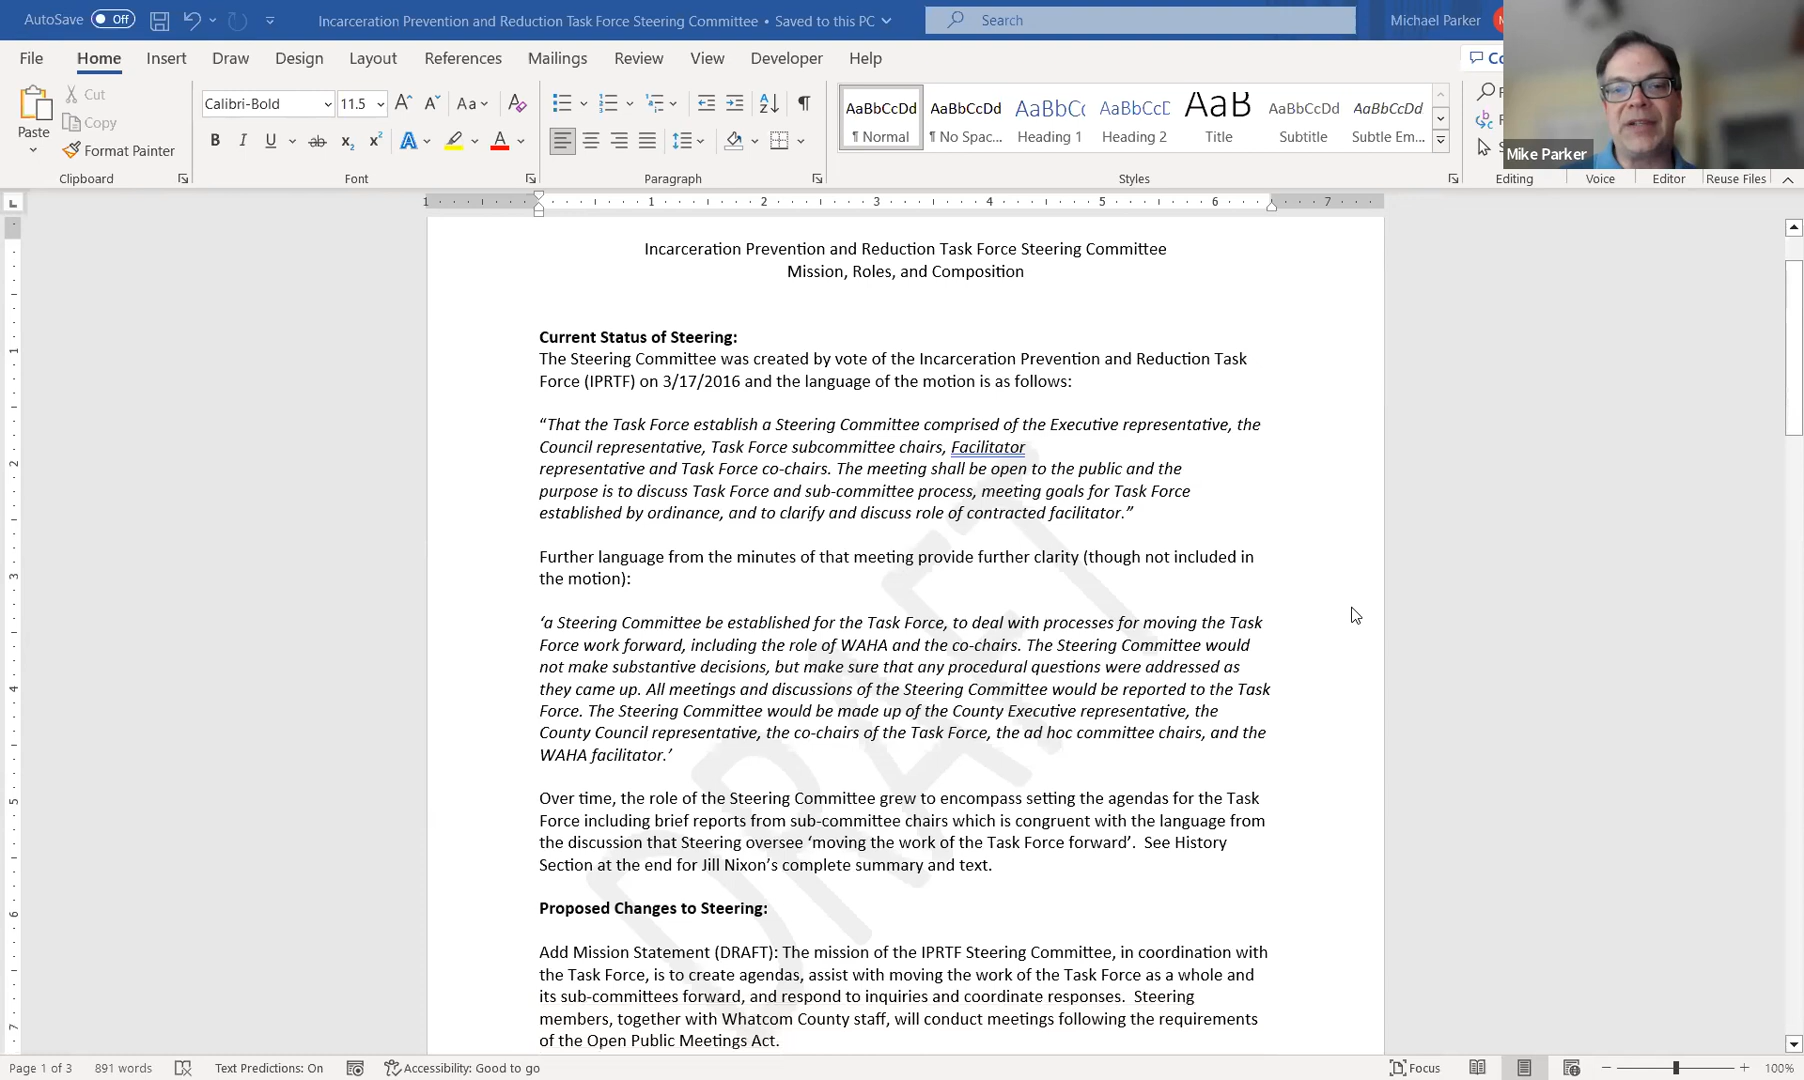 AutoSave Off Incarceration Prevention and Reduction Task Force Steering Committee • Saved to this PC Search Michael Parker
File Home Insert Draw Design Layout References Mailings Review View Developer Help
Paste Cut Copy Format Painter Calibri-Bold 11.5 Aa
AaBbCcDd AaBbCcDd AaBbC AaBbCcD AaB AaBbCcDd AaBbCcDd
¶ Normal ¶ No Spac... Heading 1 Heading 2 Title Subtitle Subtle Em...
Mike Parker
Clipboard Font Paragraph Styles Editing Voice Editor Reuse Files
1 1 2 3 4 5 6 7
Incarceration Prevention and Reduction Task Force Steering Committee
Mission, Roles, and Composition
Current Status of Steering:
The Steering Committee was created by vote of the Incarceration Prevention and Reduction Task
Force (IPRTF) on 3/17/2016 and the language of the motion is as follows:
“That the Task Force establish a Steering Committee comprised of the Executive representative, the
Council representative, Task Force subcommittee chairs, Facilitator
representative and Task Force co-chairs. The meeting shall be open to the public and the
purpose is to discuss Task Force and sub-committee process, meeting goals for Task Force
established by ordinance, and to clarify and discuss role of contracted facilitator.”
Further language from the minutes of that meeting provide further clarity (though not included in
the motion):
‘a Steering Committee be established for the Task Force, to deal with processes for moving the Task
Force work forward, including the role of WAHA and the co-chairs. The Steering Committee would
not make substantive decisions, but make sure that any procedural questions were addressed as
they came up. All meetings and discussions of the Steering Committee would be reported to the Task
Force. The Steering Committee would be made up of the County Executive representative, the
County Council representative, the co-chairs of the Task Force, the ad hoc committee chairs, and the
WAHA facilitator.’
Over time, the role of the Steering Committee grew to encompass setting the agendas for the Task
Force including brief reports from sub-committee chairs which is congruent with the language from
the discussion that Steering oversee ‘moving the work of the Task Force forward’. See History
Section at the end for Jill Nixon’s complete summary and text.
Proposed Changes to Steering:
Add Mission Statement (DRAFT): The mission of the IPRTF Steering Committee, in coordination with
the Task Force, is to create agendas, assist with moving the work of the Task Force as a whole and
its sub-committees forward, and respond to inquiries and coordinate responses. Steering
members, together with Whatcom County staff, will conduct meetings following the requirements
of the Open Public Meetings Act.
DRAFT
Page 1 of 3 891 words Text Predictions: On Accessibility: Good to go Focus 100%